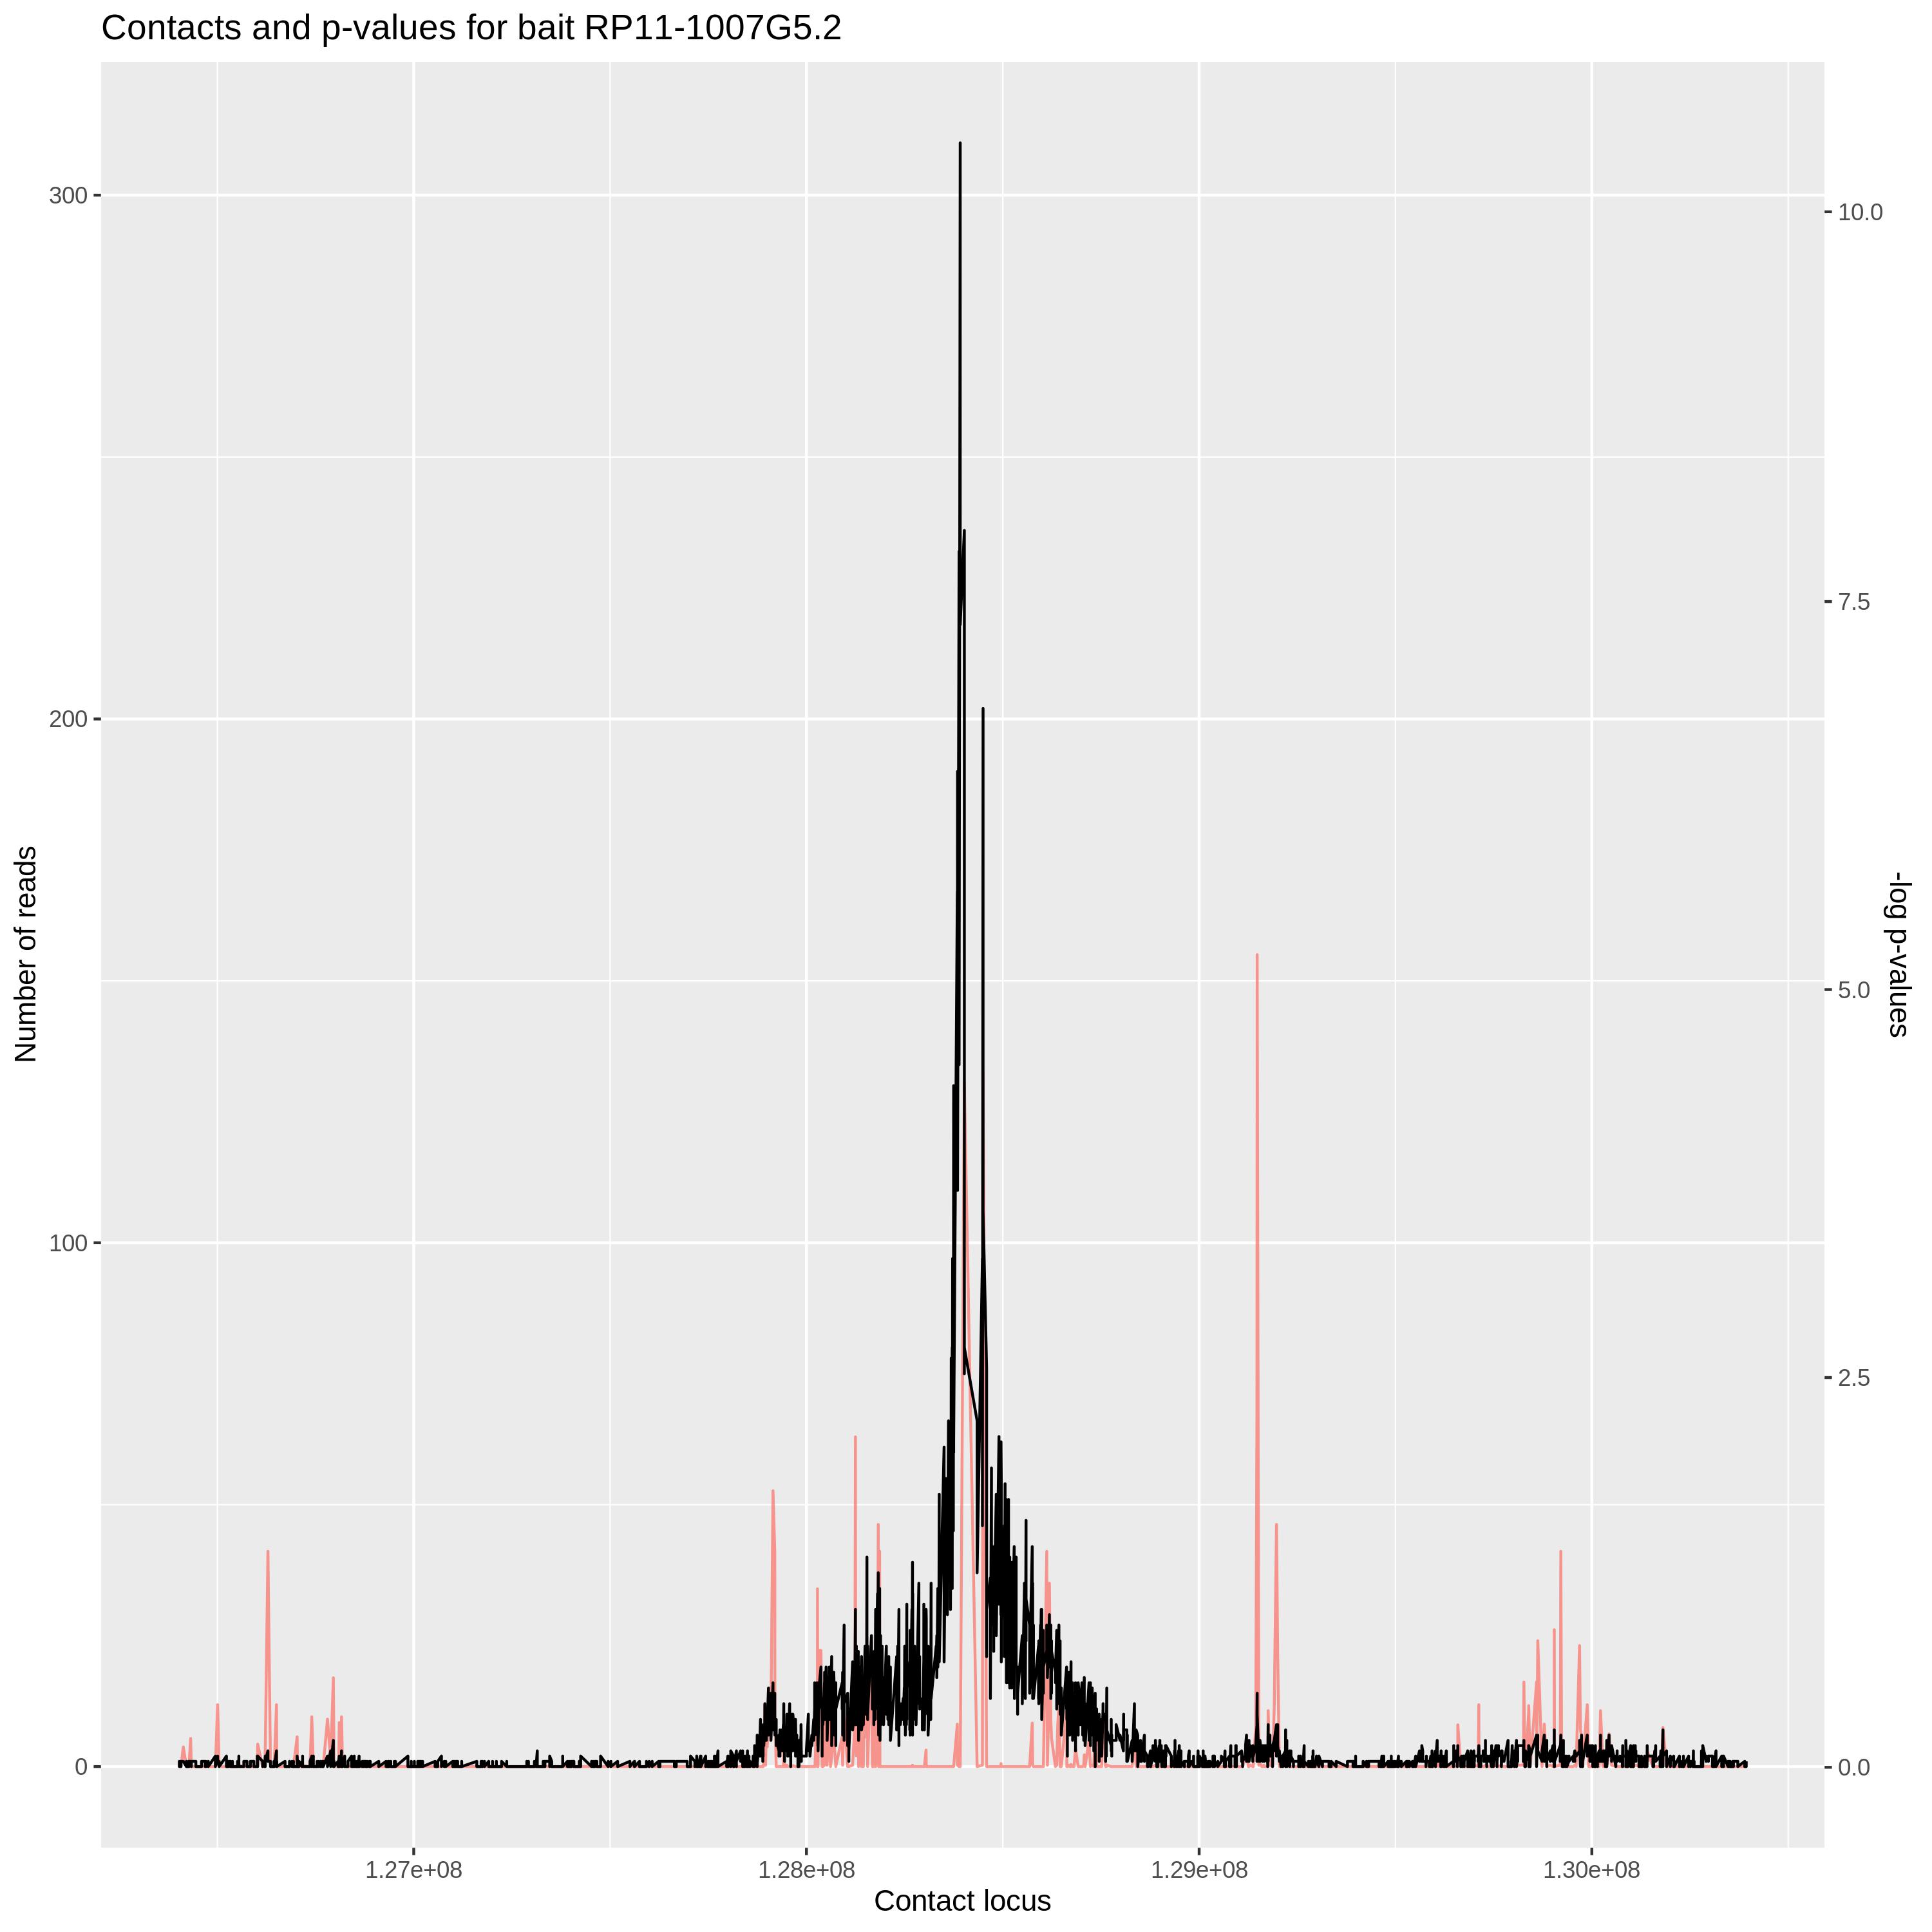 Contacts and p-values for bait RP11-1007G5.2
300
200
100
0
Number of reads
10.0
7.5
5.0
2.5
0.0
-log p-values
1.27e+08 1.28e+08 1.29e+08 1.30e+08
Contact locus